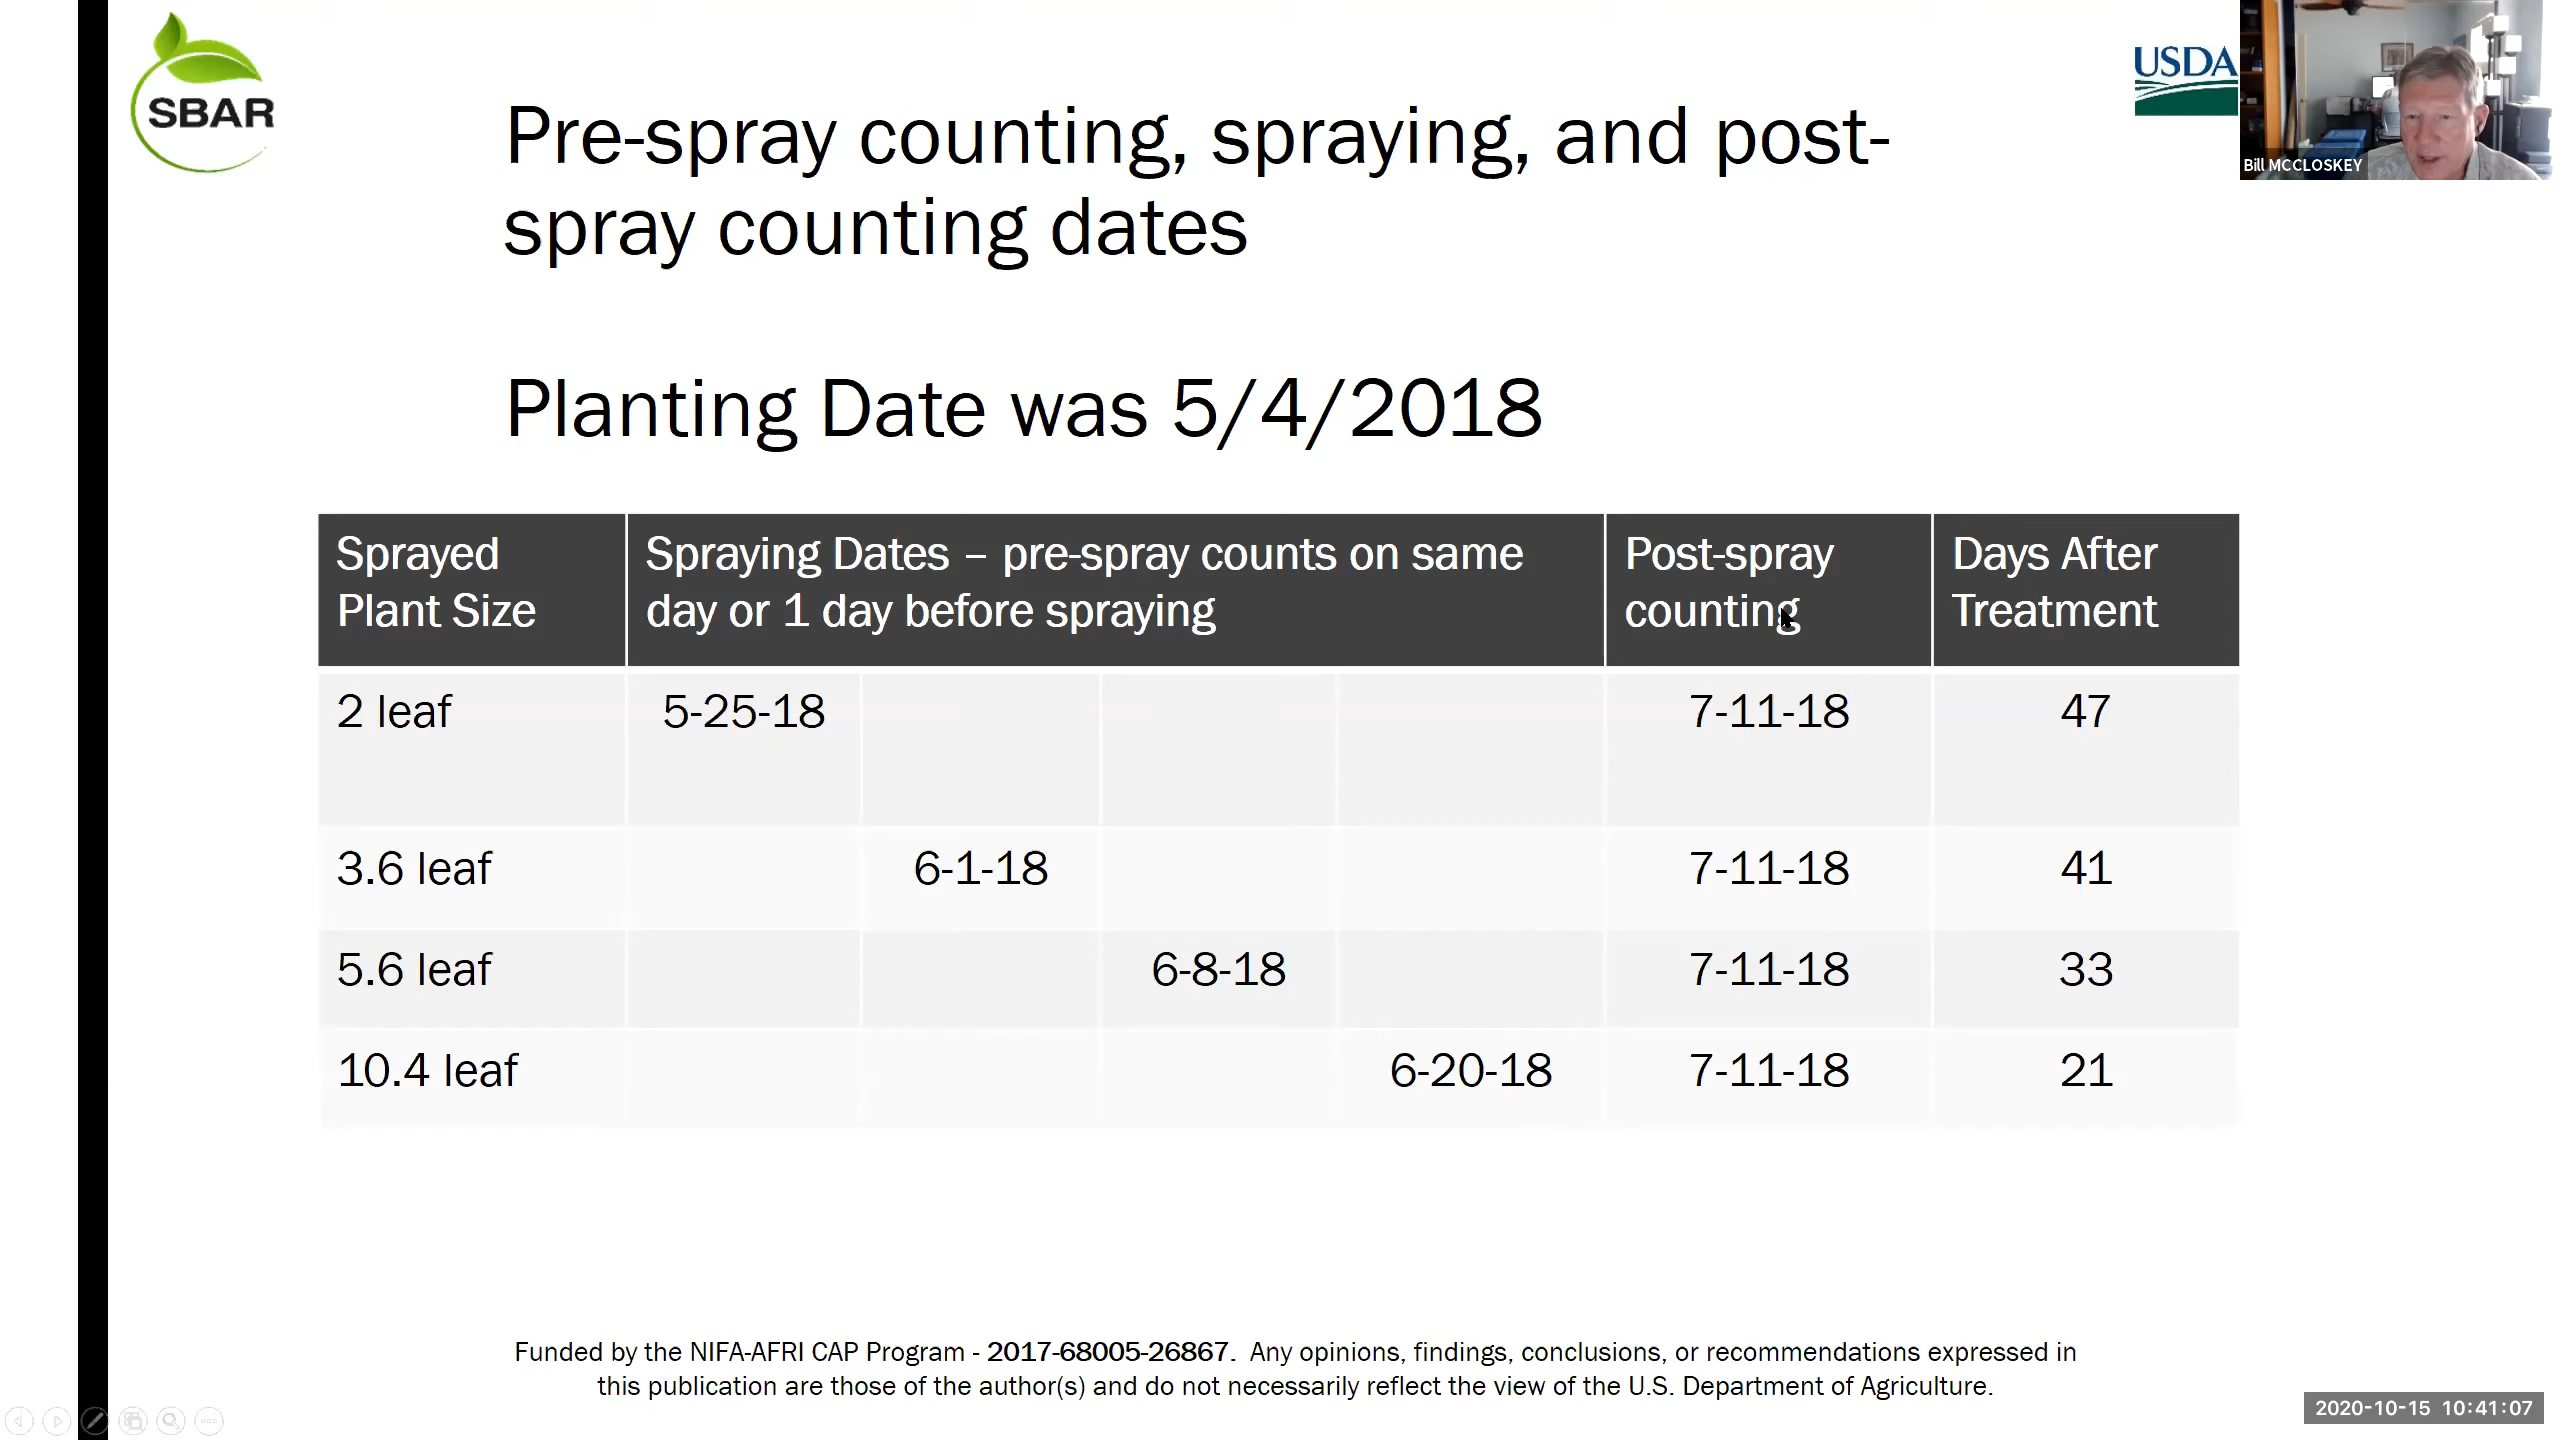 SBAR
USDA
Bill MCCLOSKEY
Pre-spray counting, spraying, and post-
spray counting dates
Planting Date was 5/4/2018
Sprayed
Plant Size
Spraying Dates – pre-spray counts on same
day or 1 day before spraying
Post-spray
counting
Days After
Treatment
2 leaf 5-25-18 7-11-18 47
3.6 leaf 6-1-18 7-11-18 41
5.6 leaf 6-8-18 7-11-18 33
10.4 leaf 6-20-18 7-11-18 21
Funded by the NIFA-AFRI CAP Program - 2017-68005-26867. Any opinions, findings, conclusions, or recommendations expressed in
this publication are those of the author(s) and do not necessarily reflect the view of the U.S. Department of Agriculture.
2020-10-15 10:41:07